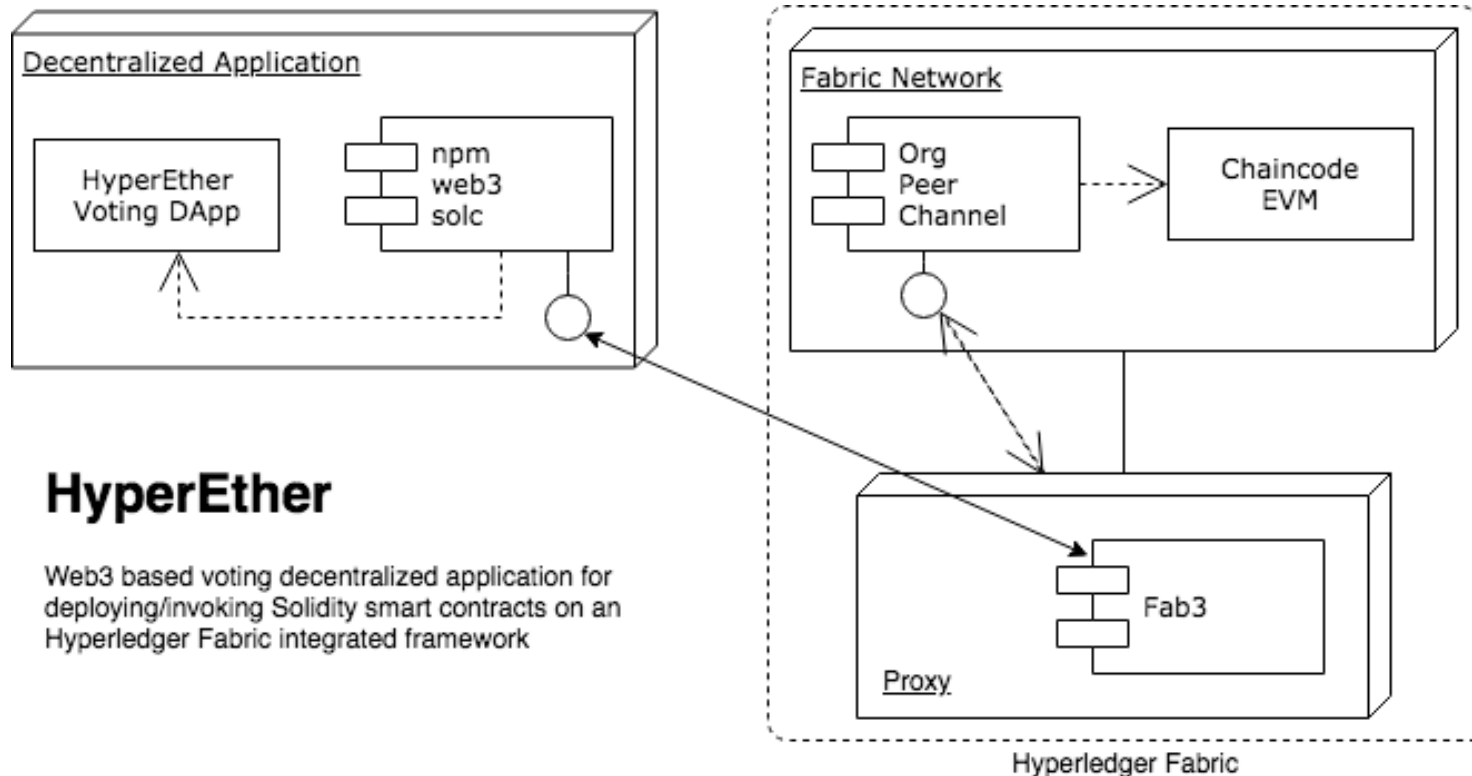 Decentralized Application
HyperEther
Voting DApp
npm
web3
solc
Fabric Network
Org
Peer
Channel
Chaincode
EVM
HyperEther
Web3 based voting decentralized application for
deploying/invoking Solidity smart contracts on an
Hyperledger Fabric integrated framework
Fab3
Proxy
Hyperledger Fabric